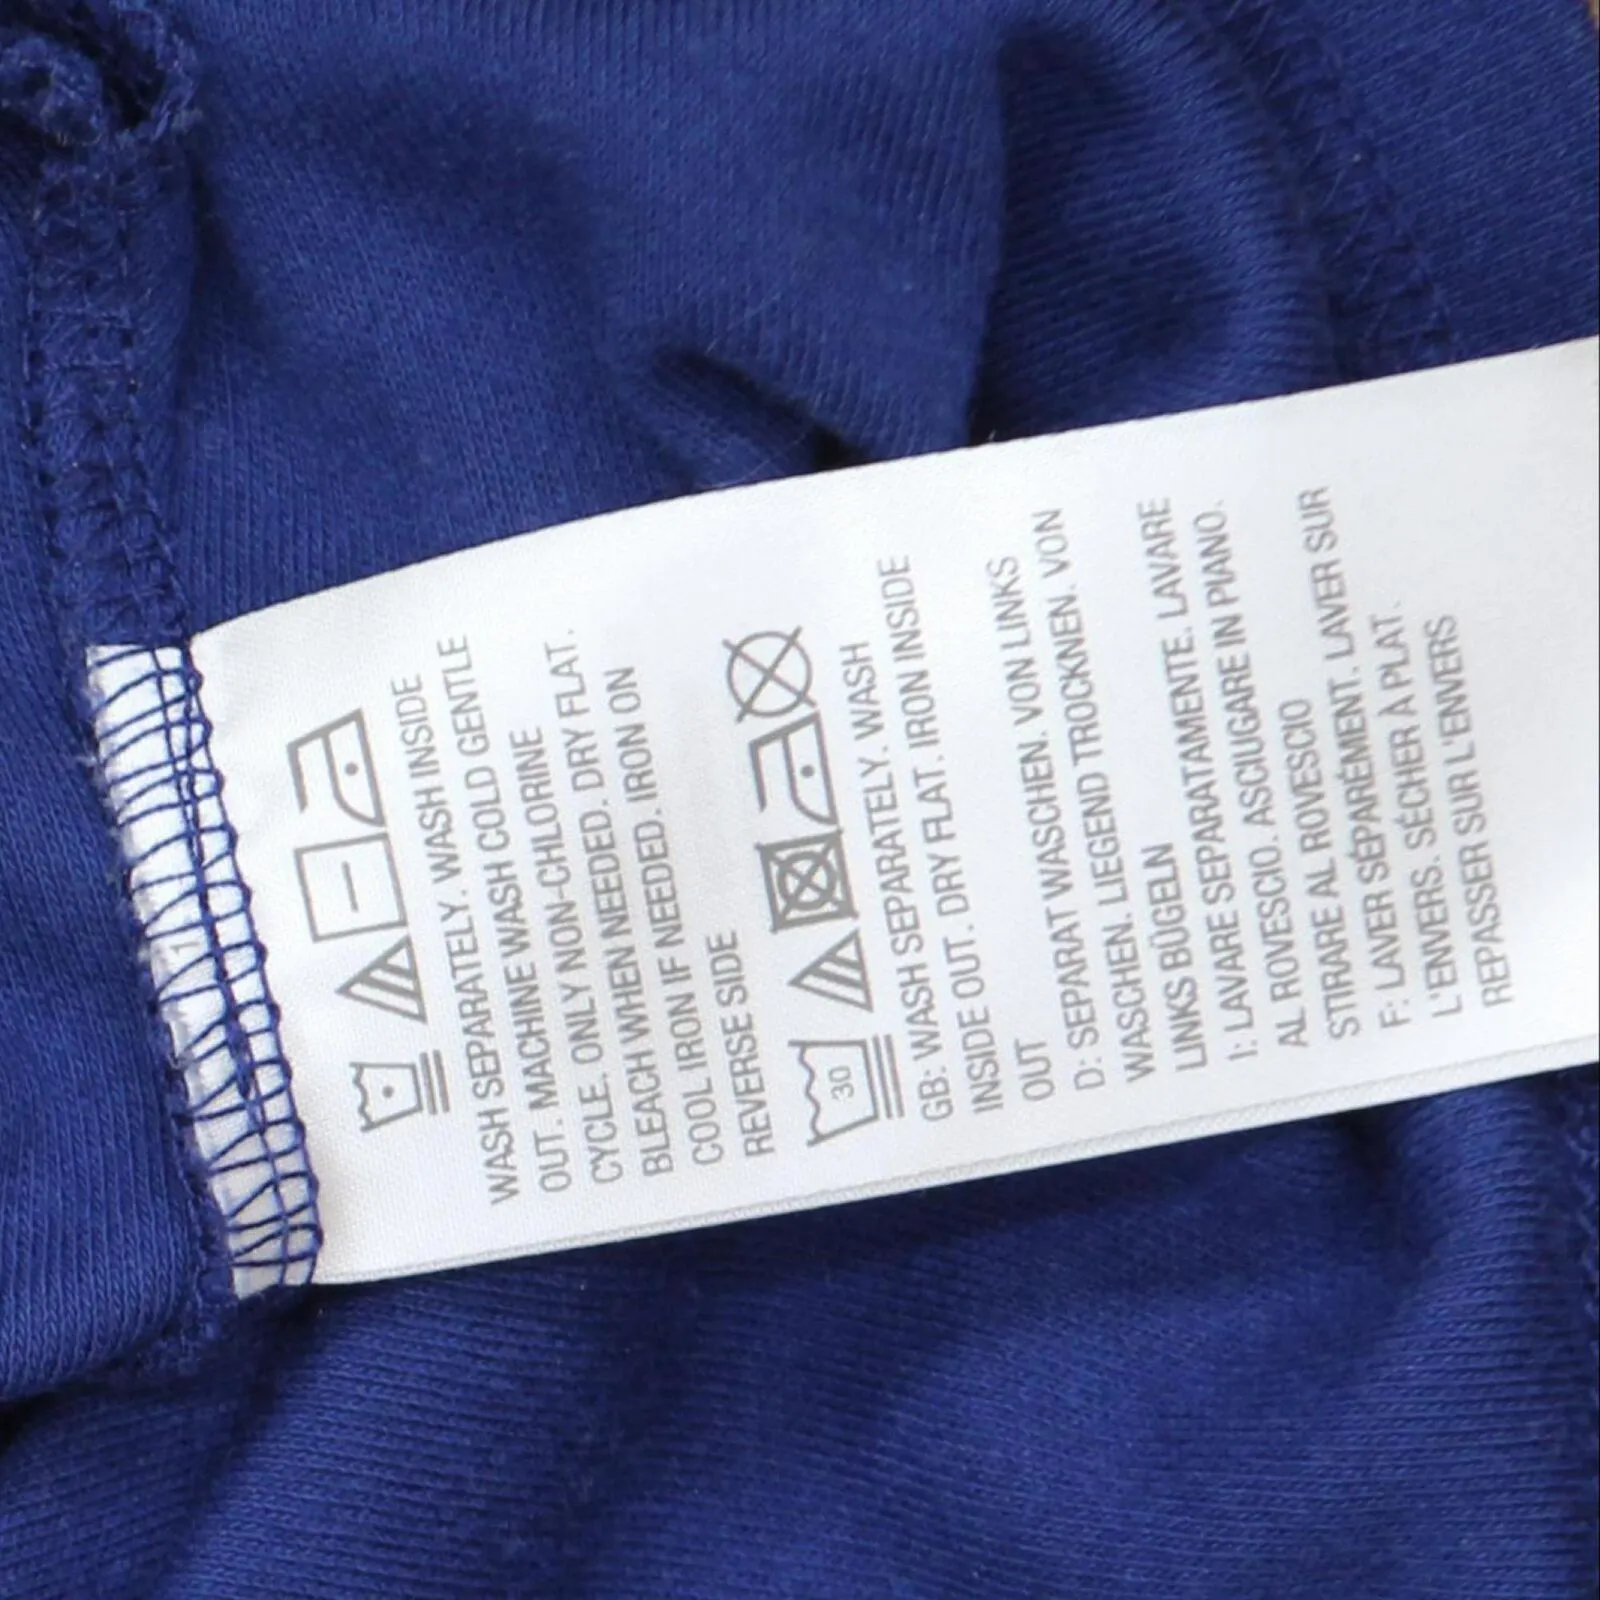 WASH SEPARATELY. WASH INSIDE
OUT. MACHINE WASH COLD GENTLE
CYCLE. ONLY NON-CHLORINE
BLEACH WHEN NEEDED. DRY FLAT.
COOL IRON IF NEEDED. IRON ON
REVERSE SIDE
30
GB: WASH SEPARATELY. WASH
INSIDE OUT. DRY FLAT. IRON INSIDE
OUT
D: SEPARAT WASCHEN. VON LINKS
WASCHEN. LIEGEND TROCKNEN. VON
LINKS BÜGELN
I: LAVARE SEPARATAMENTE. LAVARE
AL ROVESCIO. ASCIUGARE IN PIANO.
STIRARE AL ROVESCIO
F: LAVER SÉPARÉMENT. LAVER SUR
L'ENVERS. SÉCHER À PLAT.
REPASSER SUR L'ENVERS